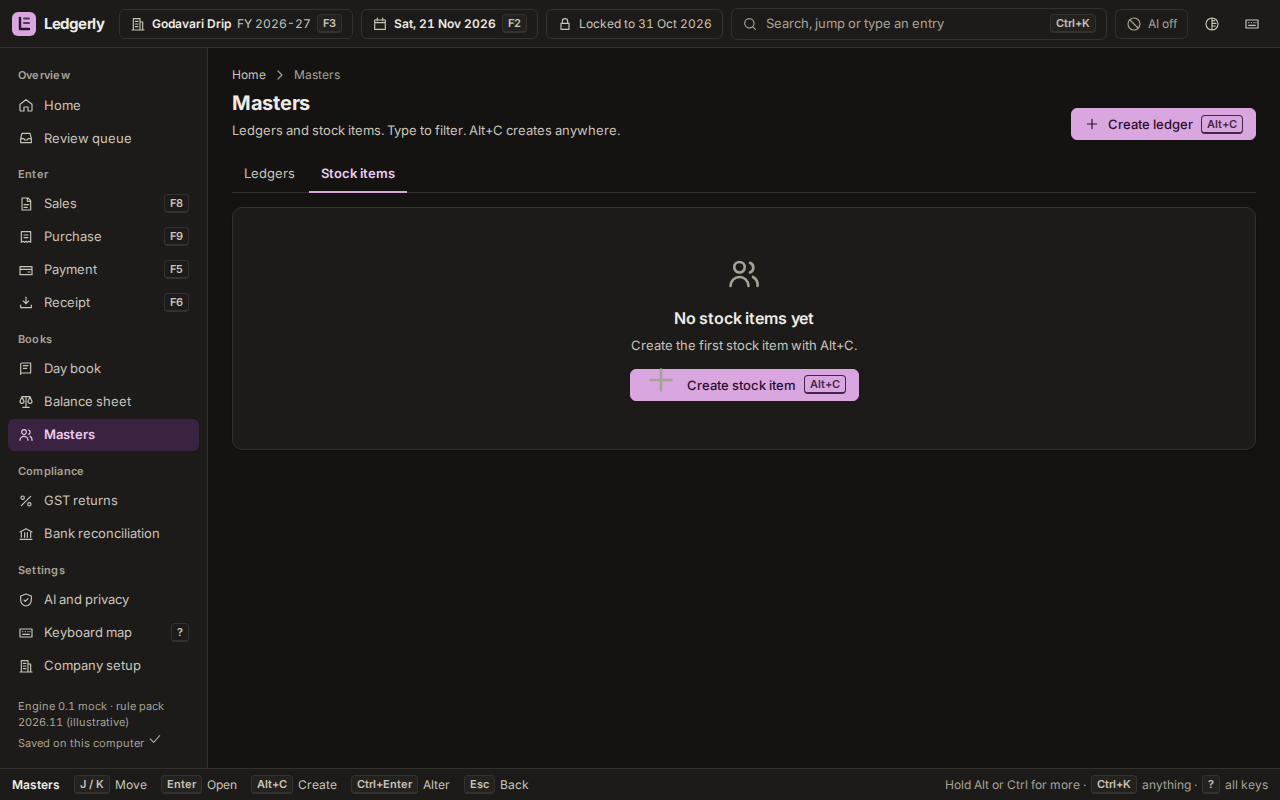 Ledgerly
Godavari Drip FY 2026-27 F3
Sat, 21 Nov 2026 F2
Locked to 31 Oct 2026
Search, jump or type an entry Ctrl+K
AI off
Overview
Home
Review queue
Enter
Sales F8
Purchase F9
Payment F5
Receipt F6
Books
Day book
Balance sheet
Masters
Compliance
GST returns
Bank reconciliation
Settings
AI and privacy
Keyboard map ?
Company setup
Engine 0.1 mock · rule pack
2026.11 (illustrative)
Saved on this computer
Home Masters
Masters
Ledgers and stock items. Type to filter. Alt+C creates anywhere.
Create ledger Alt+C
Ledgers Stock items
No stock items yet
Create the first stock item with Alt+C.
Create stock item Alt+C
Masters J / K Move Enter Open Alt+C Create Ctrl+Enter Alter Esc Back
Hold Alt or Ctrl for more · Ctrl+K anything · ? all keys